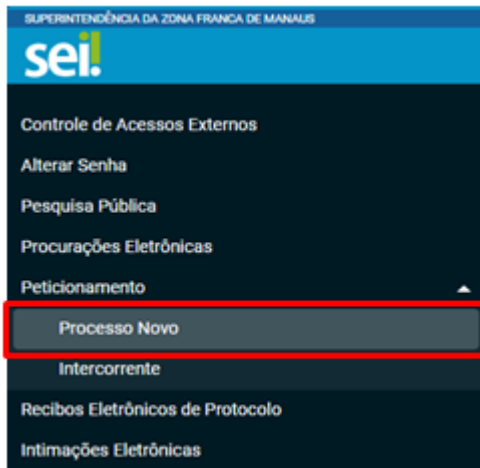 SUPERINTENDÊNCIA DA ZONA FRANCA DE MANAUS
sei!
Controle de Acessos Externos
Alterar Senha
Pesquisa Pública
Procurações Eletrônicas
Peticionamento
Processo Novo
Intercorrente
Recibos Eletrônicos de Protocolo
Intimações Eletrônicas